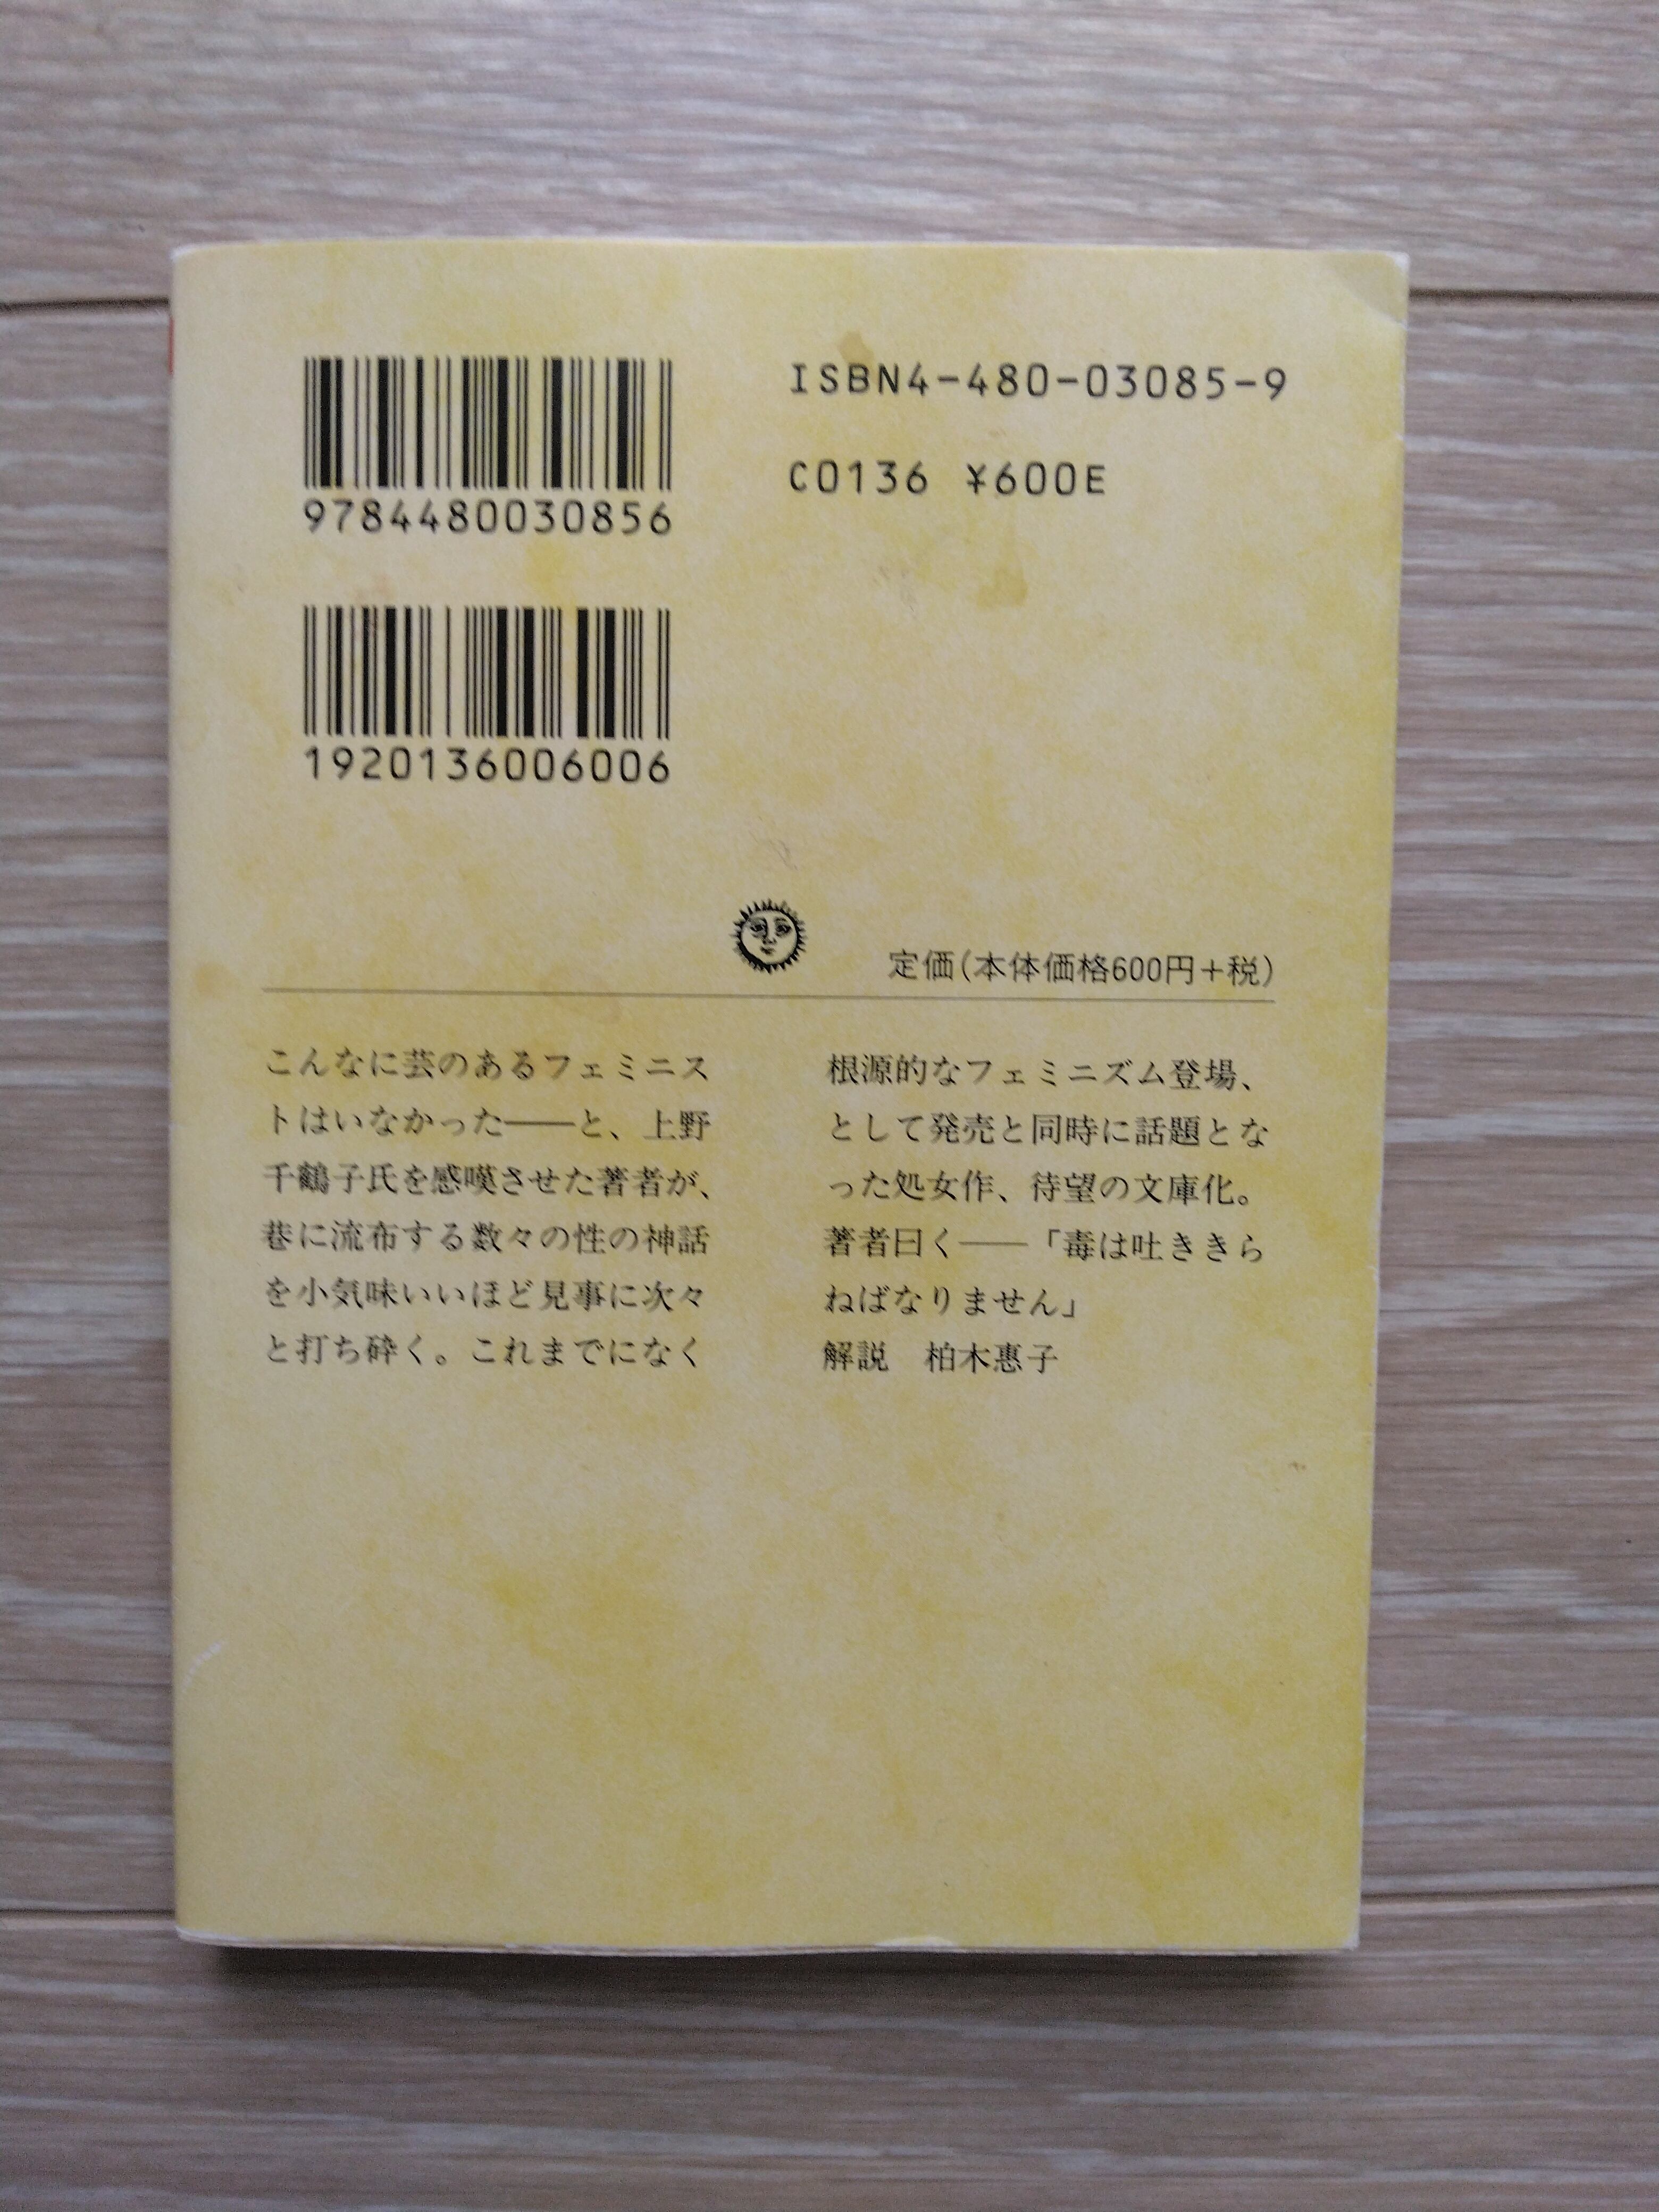 9784480030856
ISBN4-480-03085-9
C0136 ¥600E
1920136006006
定価(本体価格600円+税)
こんなに芸のあるフェミニス
トはいなかった──と、上野
千鶴子氏を感嘆させた著者が、
巷に流布する数々の性の神話
を小気味いいほど見事に次々
と打ち砕く。これまでになく
根源的なフェミニズム登場、
として発売と同時に話題とな
った処女作、待望の文庫化。
著者曰く──「毒は吐ききら
ねばなりません」
解説　柏木惠子